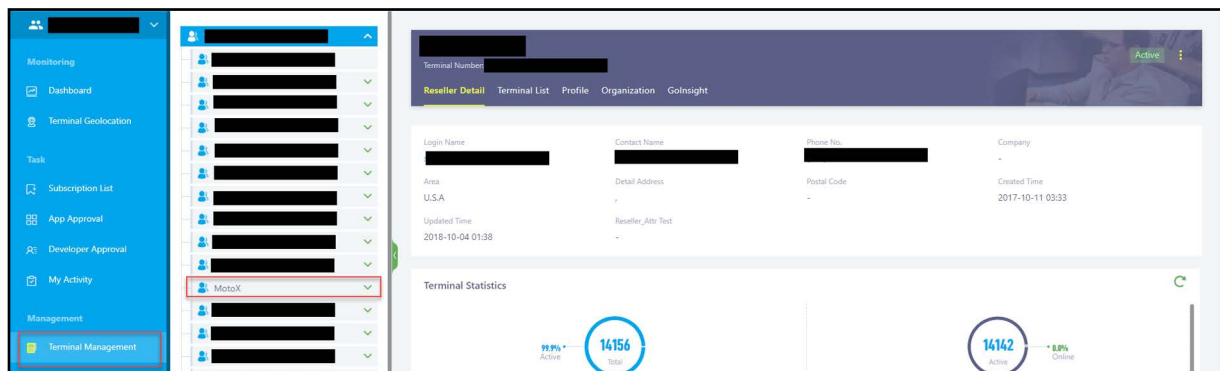 Monitoring
Dashboard
Terminal Geolocation
Task
Subscription List
App Approval
Developer Approval
My Activity
Management
Terminal Management
MotoX
Active
Terminal Number:
Reseller Detail Terminal List Profile Organization GoInsight
Login Name Contact Name Phone No. Company
-
Area Detail Address Postal Code Created Time
U.S.A , - 2017-10-11 03:33
Updated Time Reseller_Attr Test
2018-10-04 01:38 -
Terminal Statistics
99.9% Active
14156 Total
14142 Active
0.0% Online